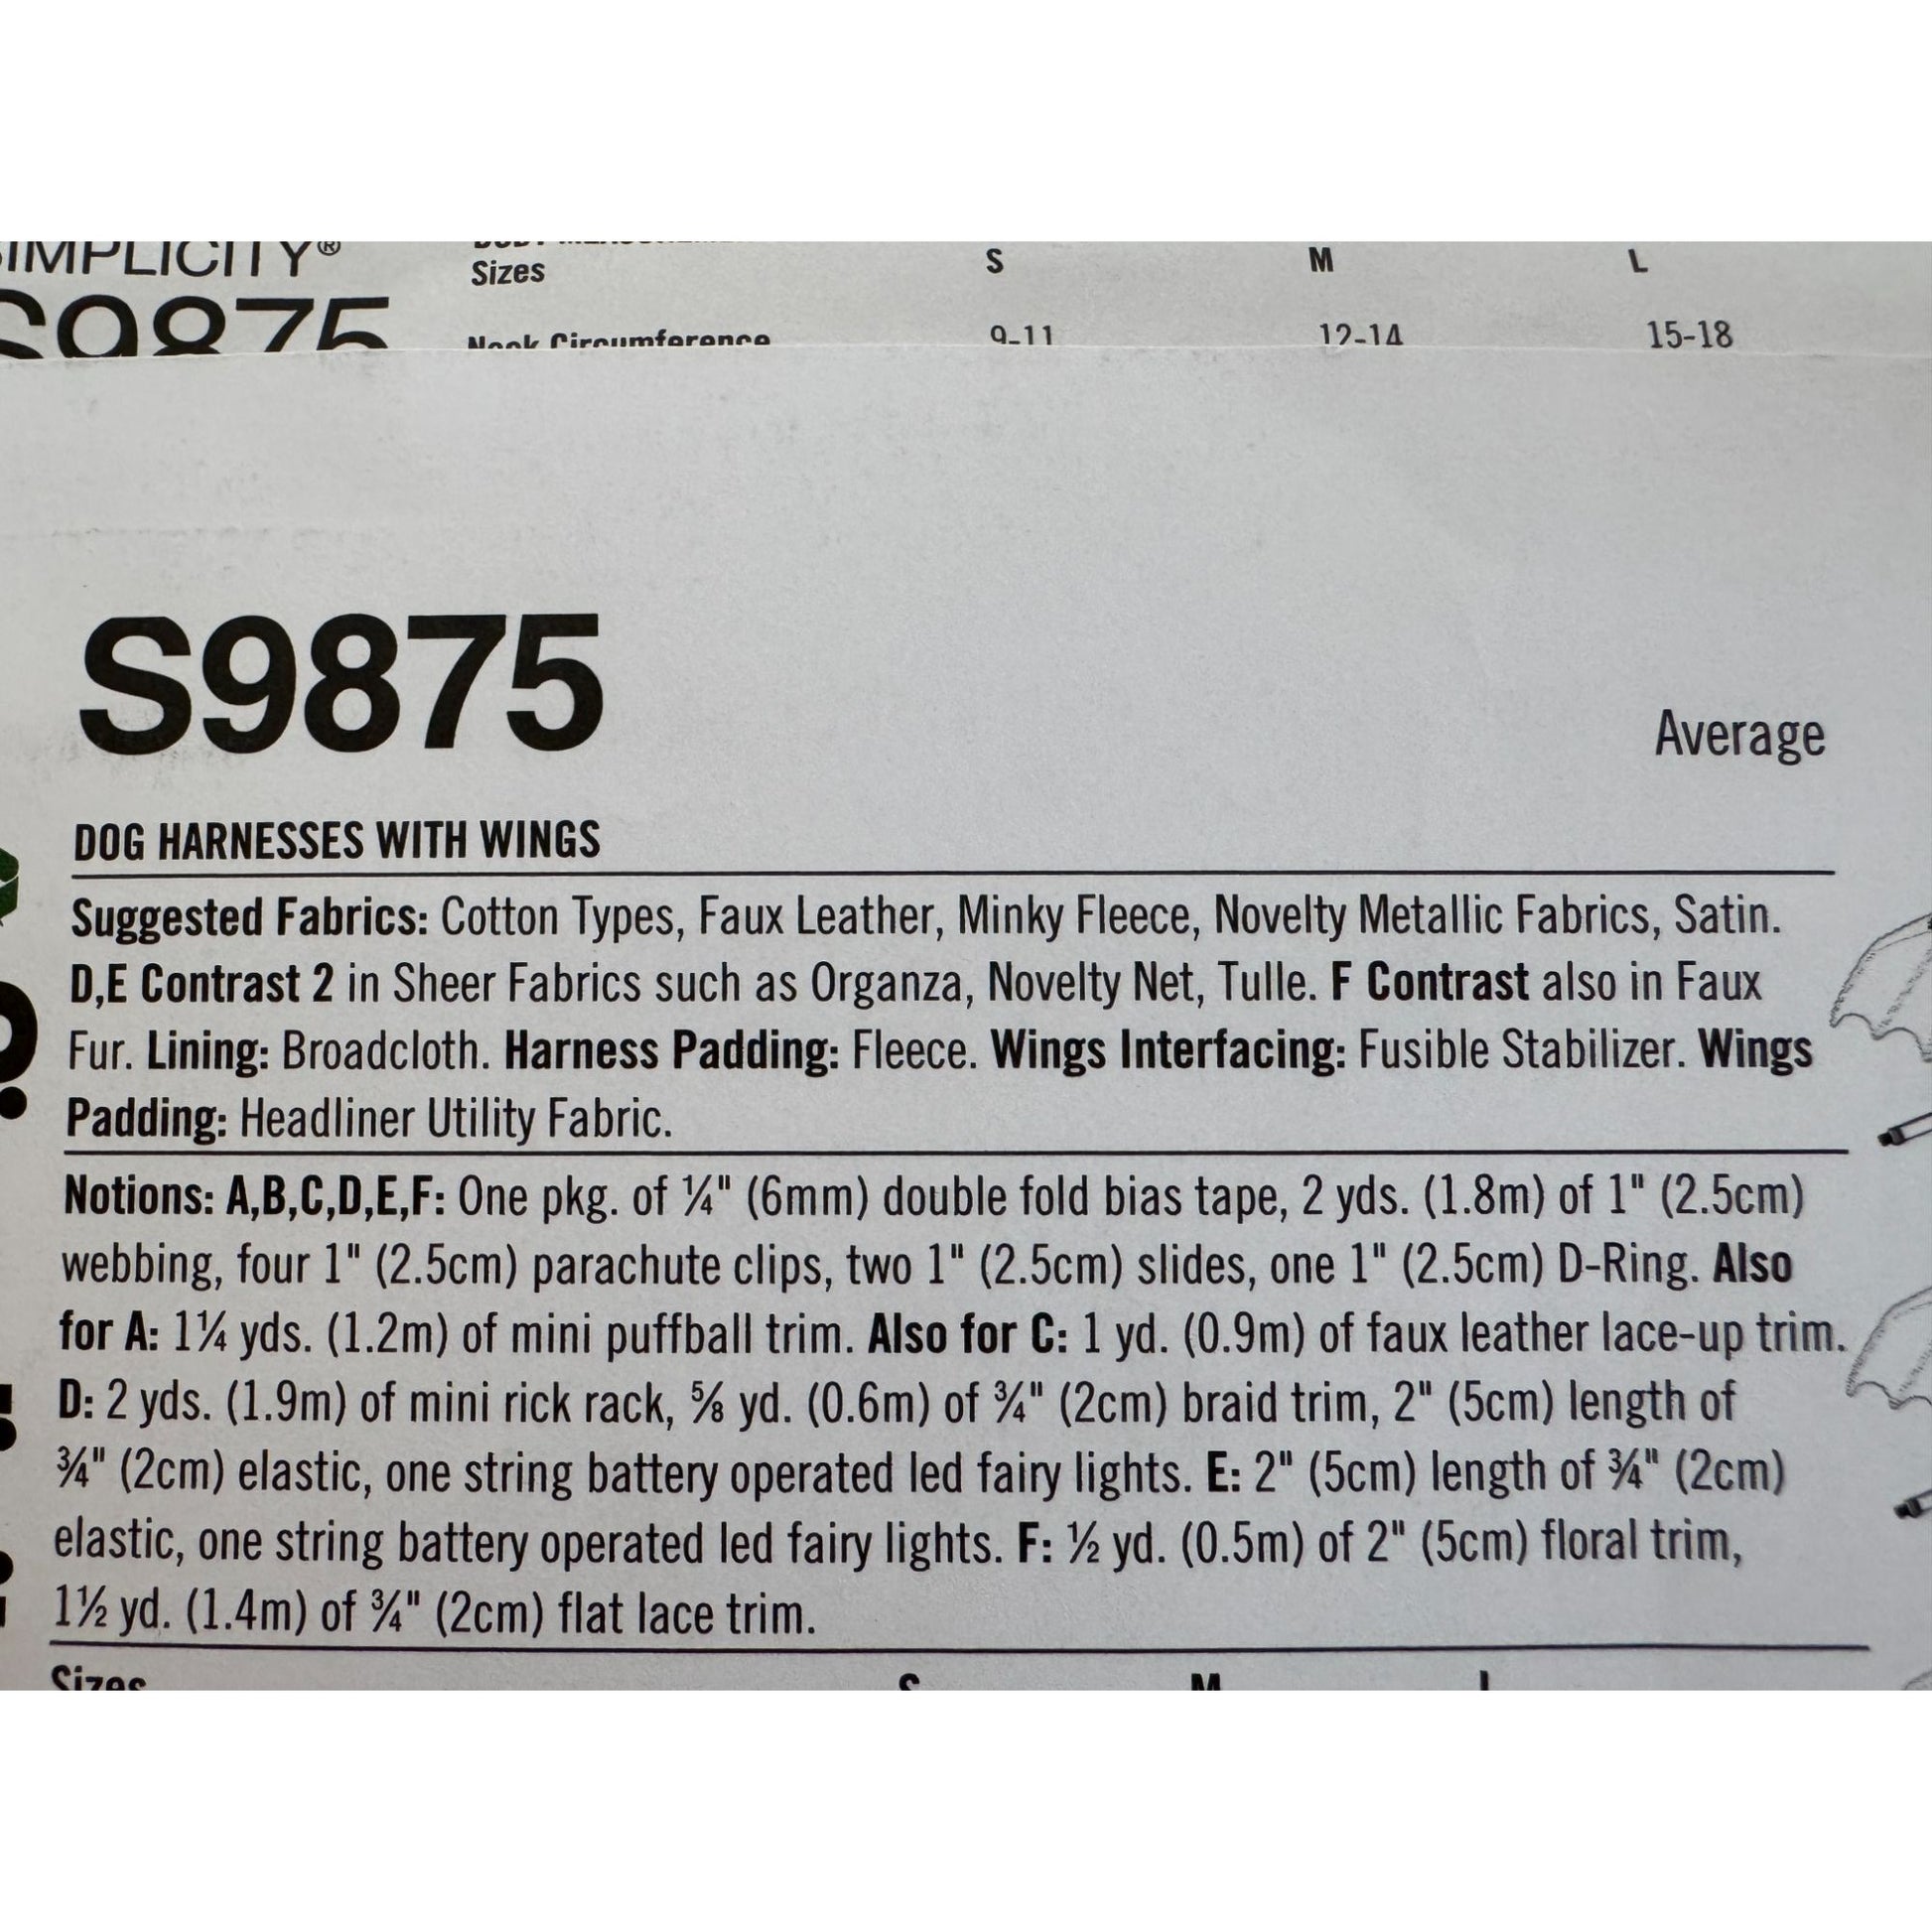 SIMPLICITY®
Sizes S M L
S9875
Neck Circumference 9-11 12-14 15-18
S9875
Average
DOG HARNESSES WITH WINGS
Suggested Fabrics: Cotton Types, Faux Leather, Minky Fleece, Novelty Metallic Fabrics, Satin.
D,E Contrast 2 in Sheer Fabrics such as Organza, Novelty Net, Tulle. F Contrast also in Faux
Fur. Lining: Broadcloth. Harness Padding: Fleece. Wings Interfacing: Fusible Stabilizer. Wings
Padding: Headliner Utility Fabric.
Notions: A,B,C,D,E,F: One pkg. of ¼" (6mm) double fold bias tape, 2 yds. (1.8m) of 1" (2.5cm)
webbing, four 1" (2.5cm) parachute clips, two 1" (2.5cm) slides, one 1" (2.5cm) D-Ring. Also
for A: 1¼ yds. (1.2m) of mini puffball trim. Also for C: 1 yd. (0.9m) of faux leather lace-up trim.
D: 2 yds. (1.9m) of mini rick rack, ⅝ yd. (0.6m) of ¾" (2cm) braid trim, 2" (5cm) length of
¾" (2cm) elastic, one string battery operated led fairy lights. E: 2" (5cm) length of ¾" (2cm)
elastic, one string battery operated led fairy lights. F: ½ yd. (0.5m) of 2" (5cm) floral trim,
1½ yd. (1.4m) of ¾" (2cm) flat lace trim.
Sizes S M L